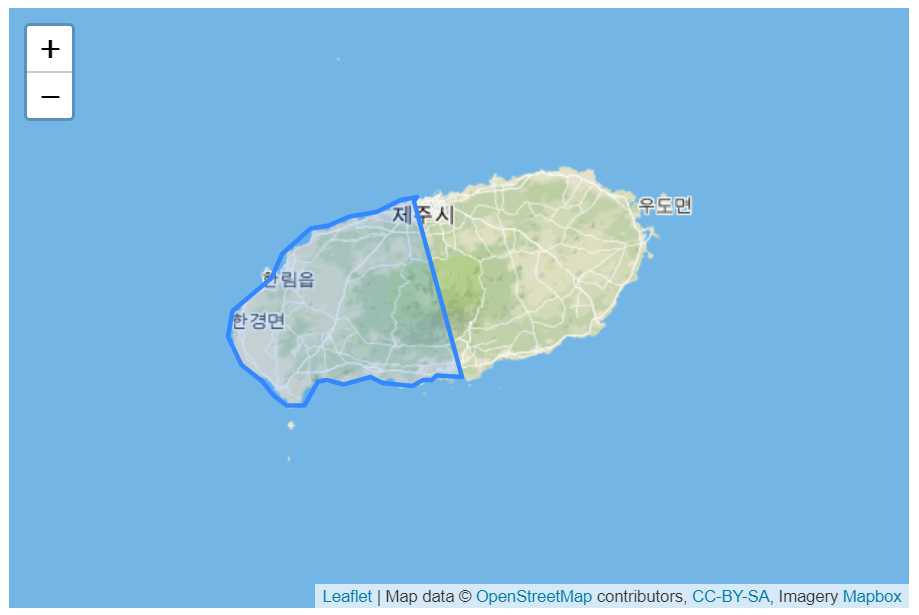 +
−
우도면
제주시
한림읍
한경면
Leaflet | Map data © OpenStreetMap contributors, CC-BY-SA, Imagery Mapbox